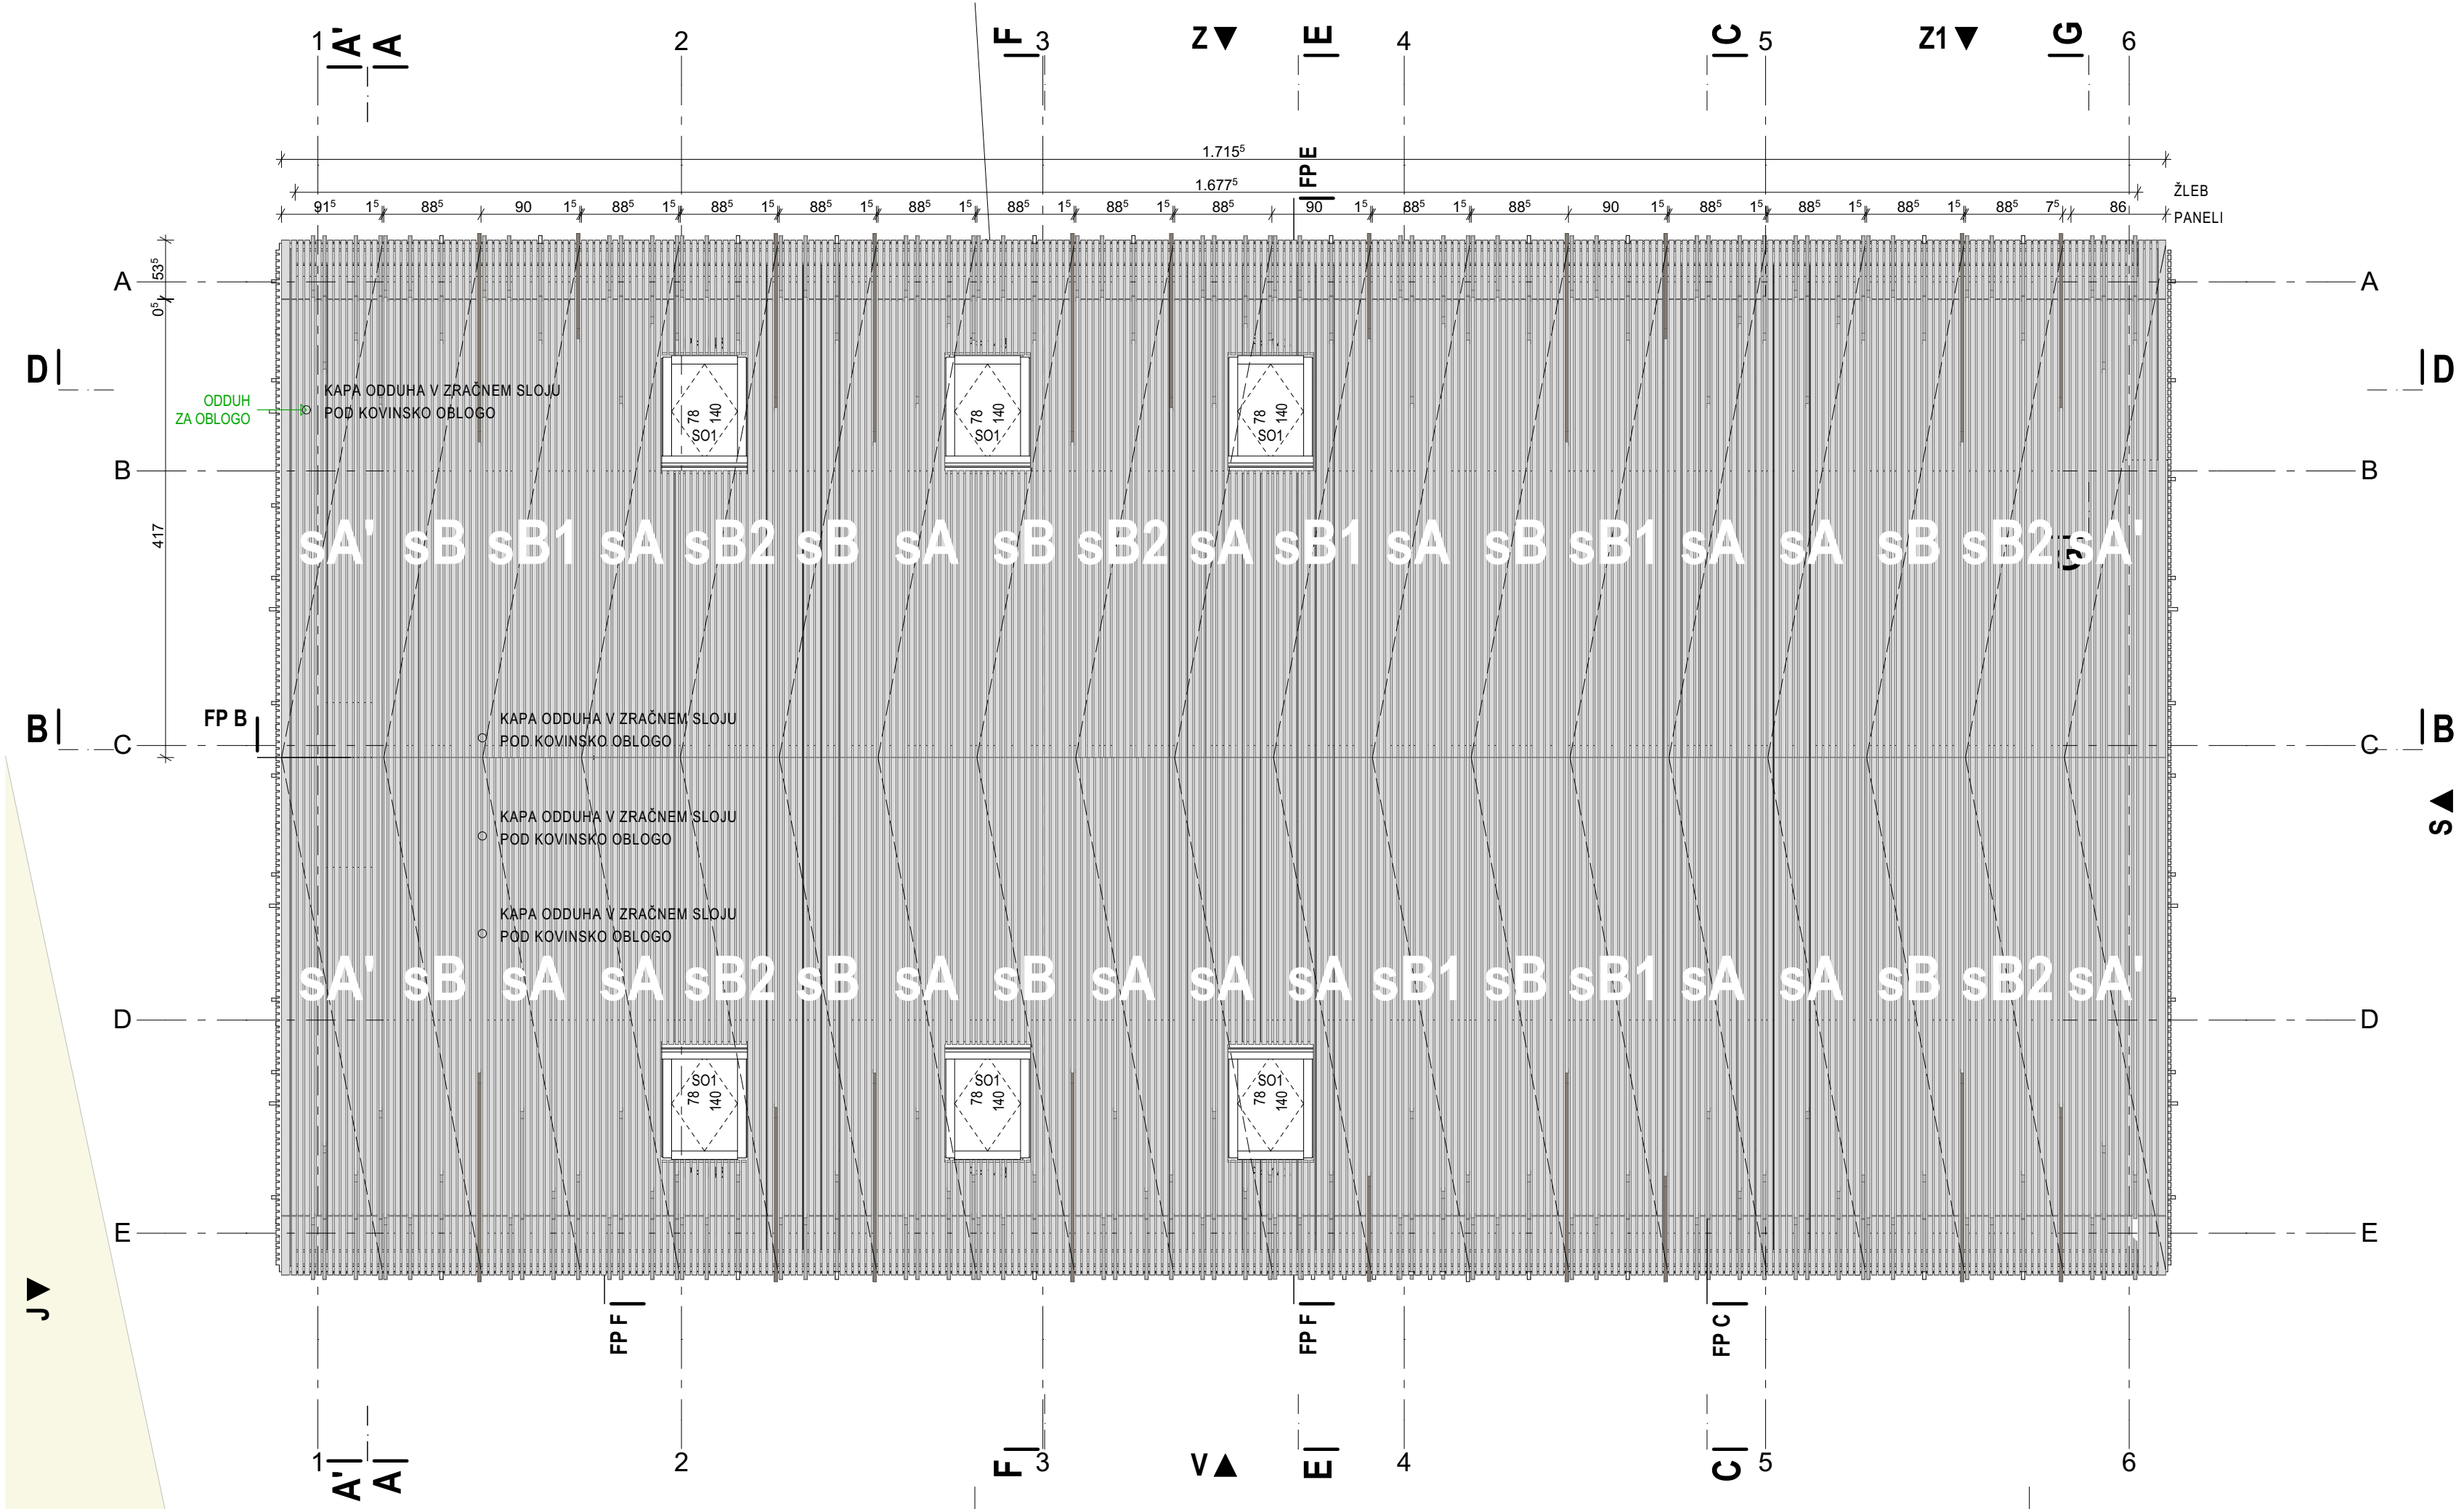 1 A' A 2 F 3 Z E 4 C 5 Z1 G 6
1.715⁵
FP E
1.677⁵ ŽLEB
91⁵ 1⁵ 88⁵ 90 1⁵ 88⁵ 1⁵ 88⁵ 1⁵ 88⁵ 1⁵ 88⁵ 1⁵ 88⁵ 1⁵ 88⁵ 1⁵ 88⁵ 90 1⁵ 88⁵ 1⁵ 88⁵ 90 1⁵ 88⁵ 1⁵ 88⁵ 1⁵ 88⁵ 1⁵ 88⁵ 7⁵ 86 PANELI
53⁵
A A
0⁵
D D
KAPA ODDUHA V ZRAČNEM SLOJU
POD KOVINSKO OBLOGO
ODDUH
ZA OBLOGO
78 140 78 140 78 140
SO1 SO1 SO1
B B
417
sA' sB sB1 sA sB2 sB sA sB sB2 sA sB1 sA sB sB1 sA sA sB sB2 sA'
FP B
B B
KAPA ODDUHA V ZRAČNEM SLOJU
POD KOVINSKO OBLOGO
C C
KAPA ODDUHA V ZRAČNEM SLOJU
POD KOVINSKO OBLOGO
S
KAPA ODDUHA V ZRAČNEM SLOJU
POD KOVINSKO OBLOGO
sA' sB sA sA sB2 sB sA sB sA sA sA sB1 sB sB1 sA sA sB sB2 sA'
D D
SO1 SO1 SO1
78 140 78 140 78 140
E E
J
FP F FP F FP C
1 A' A 2 F 3 V E 4 C 5 6